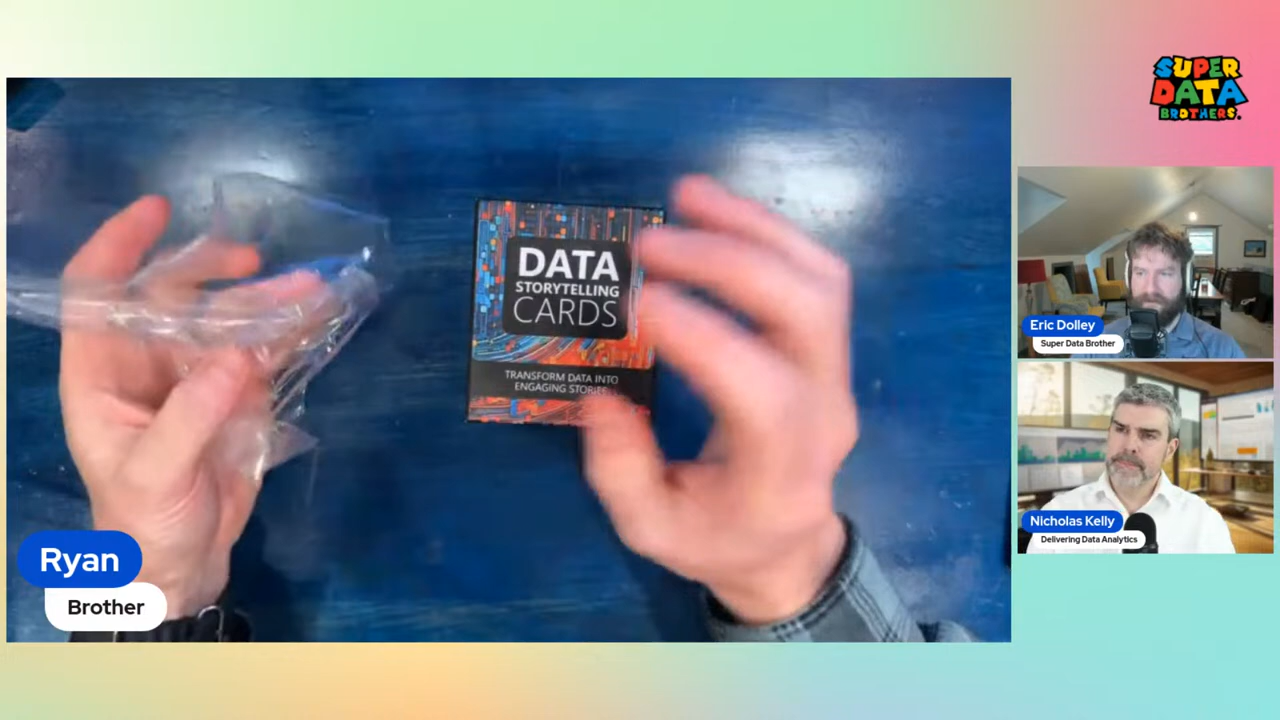 SUPER
DATA
BROTHERS.
DATA
STORYTELLING
CARDS
TRANSFORM DATA INTO
ENGAGING STORIES
Ryan
Brother
Eric Dolley
Super Data Brother
Nicholas Kelly
Delivering Data Analytics